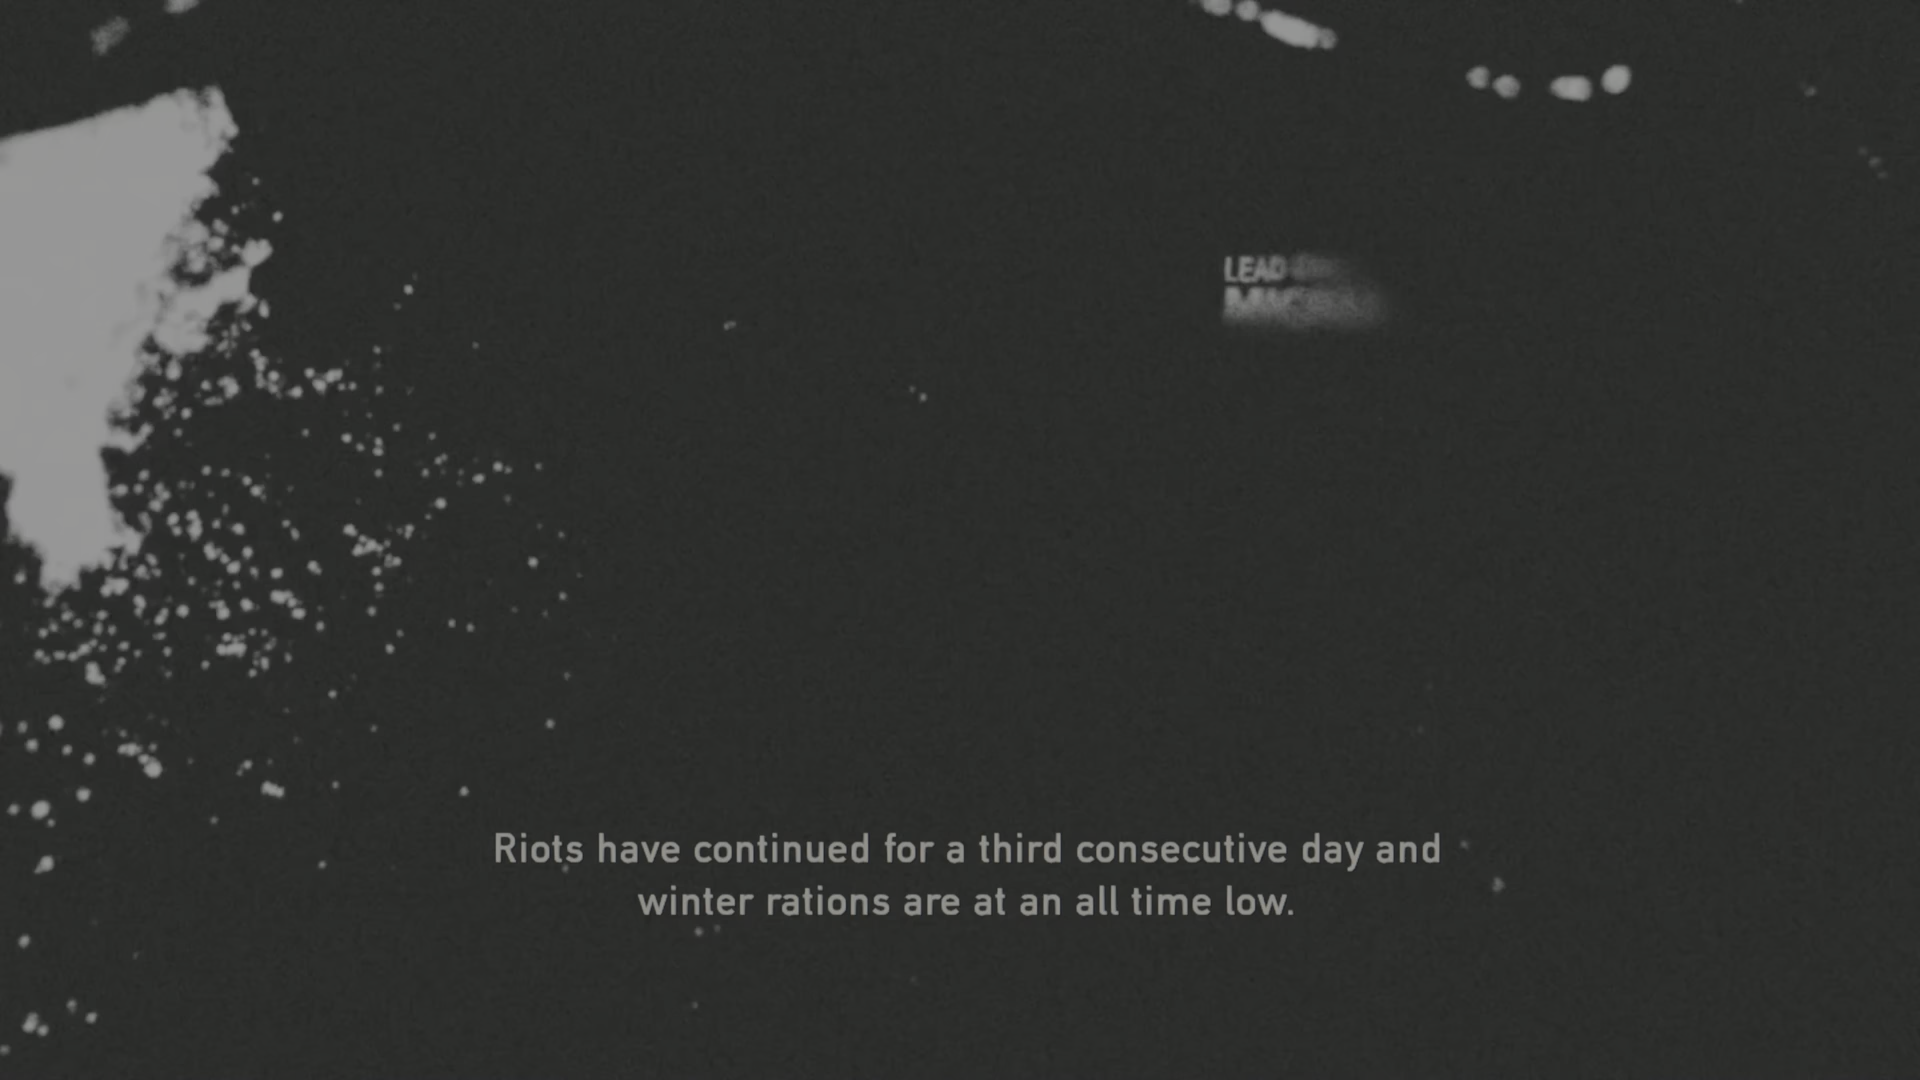 LEAD
Riots have continued for a third consecutive day and
winter rations are at an all time low.